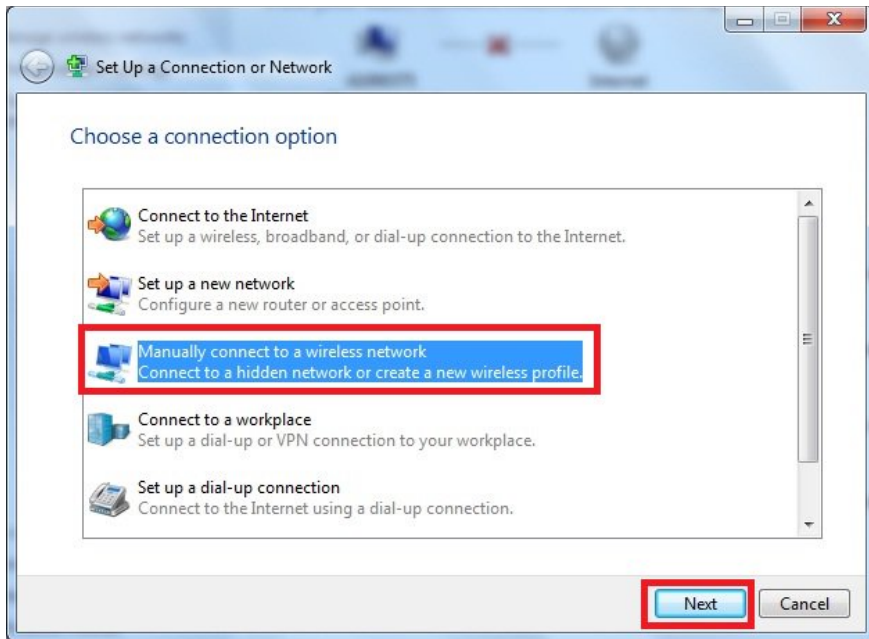 Set Up a Connection or Network
Choose a connection option
Connect to the Internet
Set up a wireless, broadband, or dial-up connection to the Internet.
Set up a new network
Configure a new router or access point.
Manually connect to a wireless network
Connect to a hidden network or create a new wireless profile.
Connect to a workplace
Set up a dial-up or VPN connection to your workplace.
Set up a dial-up connection
Connect to the Internet using a dial-up connection.
Next
Cancel